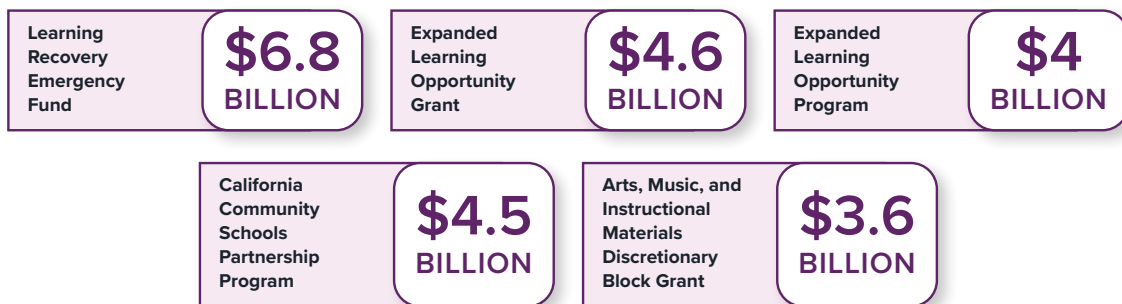 Learning
Recovery
Emergency
Fund
$6.8
BILLION
Expanded
Learning
Opportunity
Grant
$4.6
BILLION
Expanded
Learning
Opportunity
Program
$4
BILLION
California
Community
Schools
Partnership
Program
$4.5
BILLION
Arts, Music, and
Instructional
Materials
Discretionary
Block Grant
$3.6
BILLION